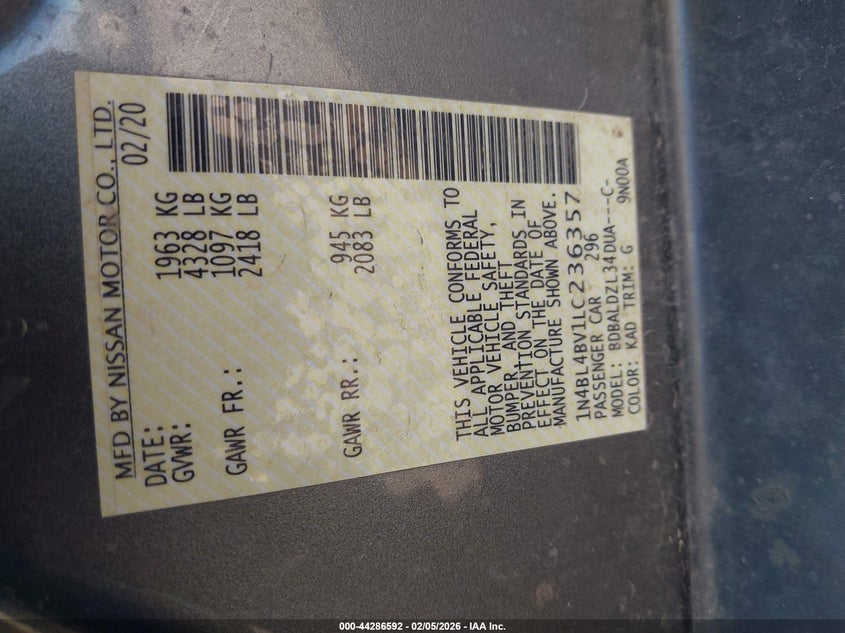 MFD BY NISSAN MOTOR CO., LTD.
DATE: 02/20
GVWR: 1963 KG
4328 LB
GAWR FR.: 1097 KG
2418 LB
GAWR RR.: 945 KG
2083 LB
THIS VEHICLE CONFORMS TO
ALL APPLICABLE FEDERAL
MOTOR VEHICLE SAFETY,
BUMPER, AND THEFT
PREVENTION STANDARDS IN
EFFECT ON THE DATE OF
MANUFACTURE SHOWN ABOVE.
1N4BL4BV1LC236357
PASSENGER CAR 296
MODEL: BDBALDZL34DUA---C-
COLOR: KAD TRIM: G 9N00A
000-44286592 - 02/05/2026 - IAA Inc.